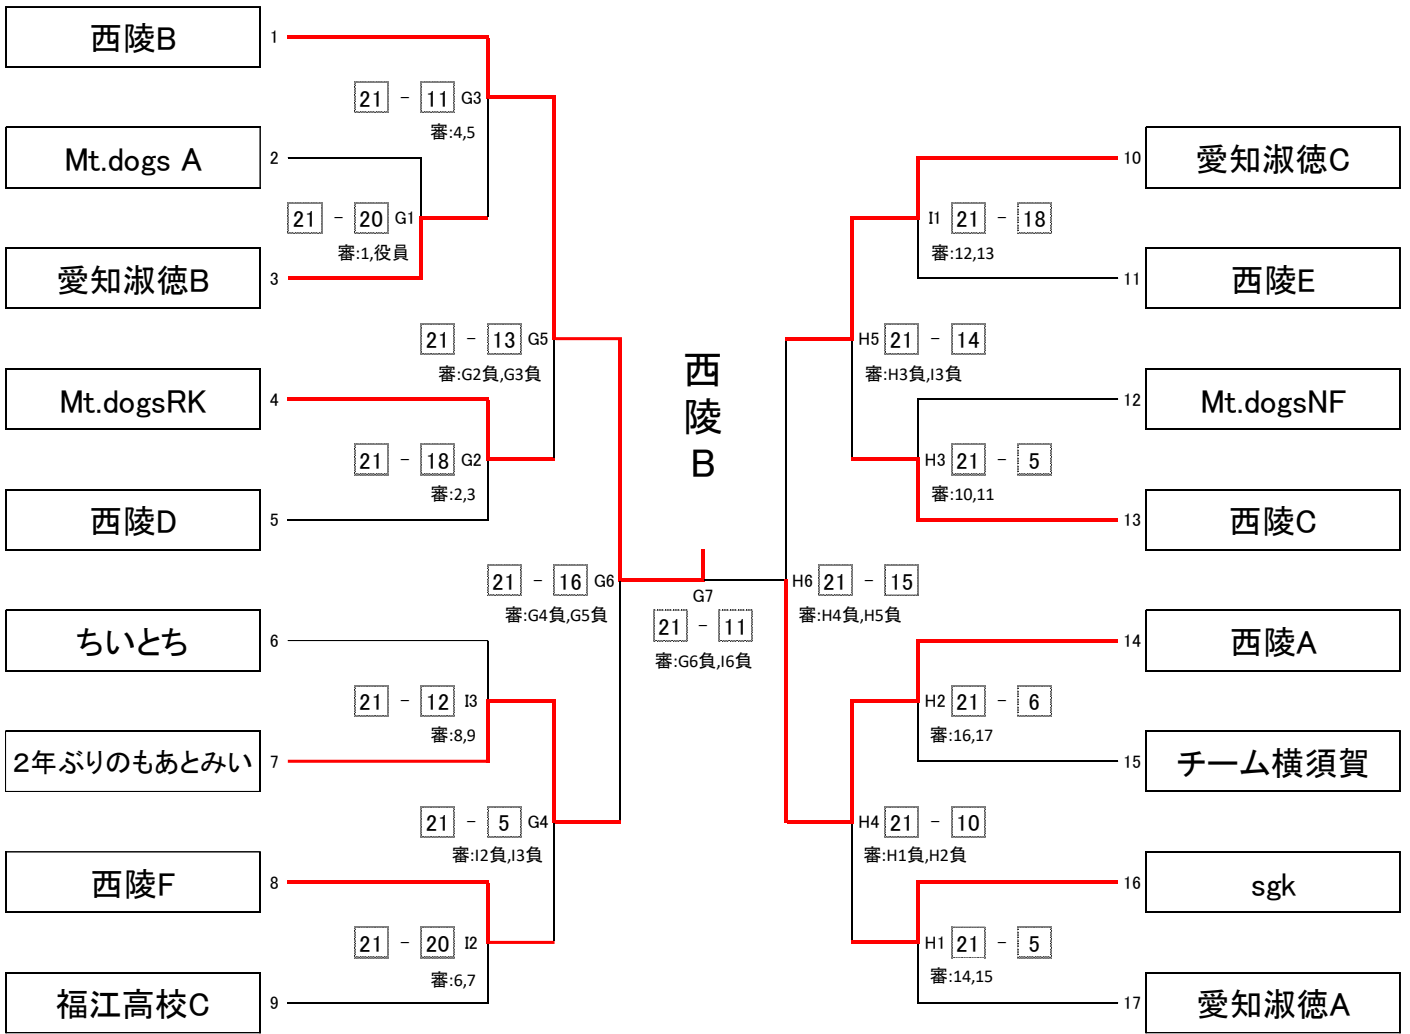 西陵B 1
21 - 11 G3
審:4,5
Mt.dogs A 2
21 - 20 G1
審:1,役員
愛知淑徳B 3
21 - 13 G5
審:G2負,G3負
Mt.dogsRK 4
21 - 18 G2
審:2,3
西陵D 5
21 - 16 G6
審:G4負,G5負
ちいとち 6
21 - 12 I3
審:8,9
２年ぶりのもあとみい 7
21 - 5 G4
審:I2負,I3負
西陵F 8
21 - 20 I2
審:6,7
福江高校C 9
西陵B
G7
21 - 11
審:G6負,I6負
10 愛知淑徳C
I1 21 - 18
審:12,13
11 西陵E
H5 21 - 14
審:H3負,I3負
12 Mt.dogsNF
H3 21 - 5
審:10,11
13 西陵C
H6 21 - 15
審:H4負,H5負
14 西陵A
H2 21 - 6
審:16,17
15 チーム横須賀
H4 21 - 10
審:H1負,H2負
16 sgk
H1 21 - 5
審:14,15
17 愛知淑徳A